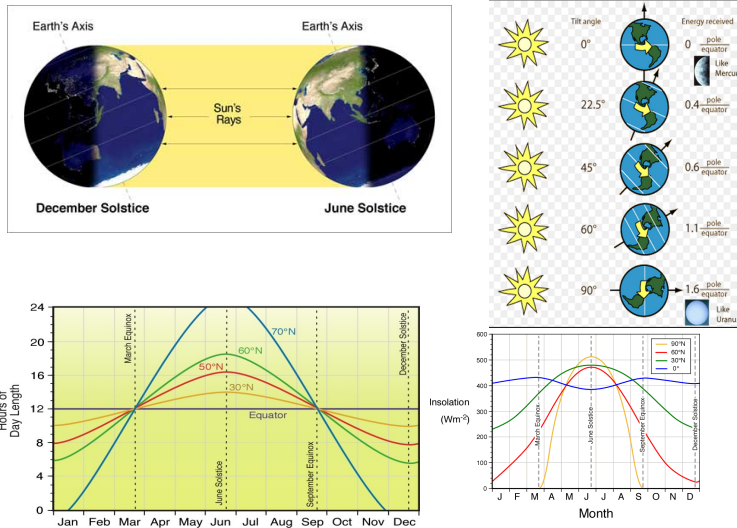 Earth's Axis
Earth's Axis
Sun's
Rays
December Solstice
June Solstice
Tilt angle
Energy received
0°
0 pole
equator
Like
Mercu
22.5°
0.4 pole
equator
45°
0.6 pole
equator
60°
1.1 pole
equator
90°
1.6 pole
equator
Like
Uranu
Hours of
Day Length
24
20
16
12
8
4
0
March Equinox
June Solstice
September Equinox
December Solstice
70°N
60°N
50°N
30°N
Equator
Jan Feb Mar Apr May Jun Jul Aug Sep Oct Nov Dec
Insolation
(Wm⁻²)
600
500
400
300
200
100
0
90°N
60°N
30°N
0°
March Equinox
June Solstice
September Equinox
December Solstice
J F M A M J J A S O N D
Month